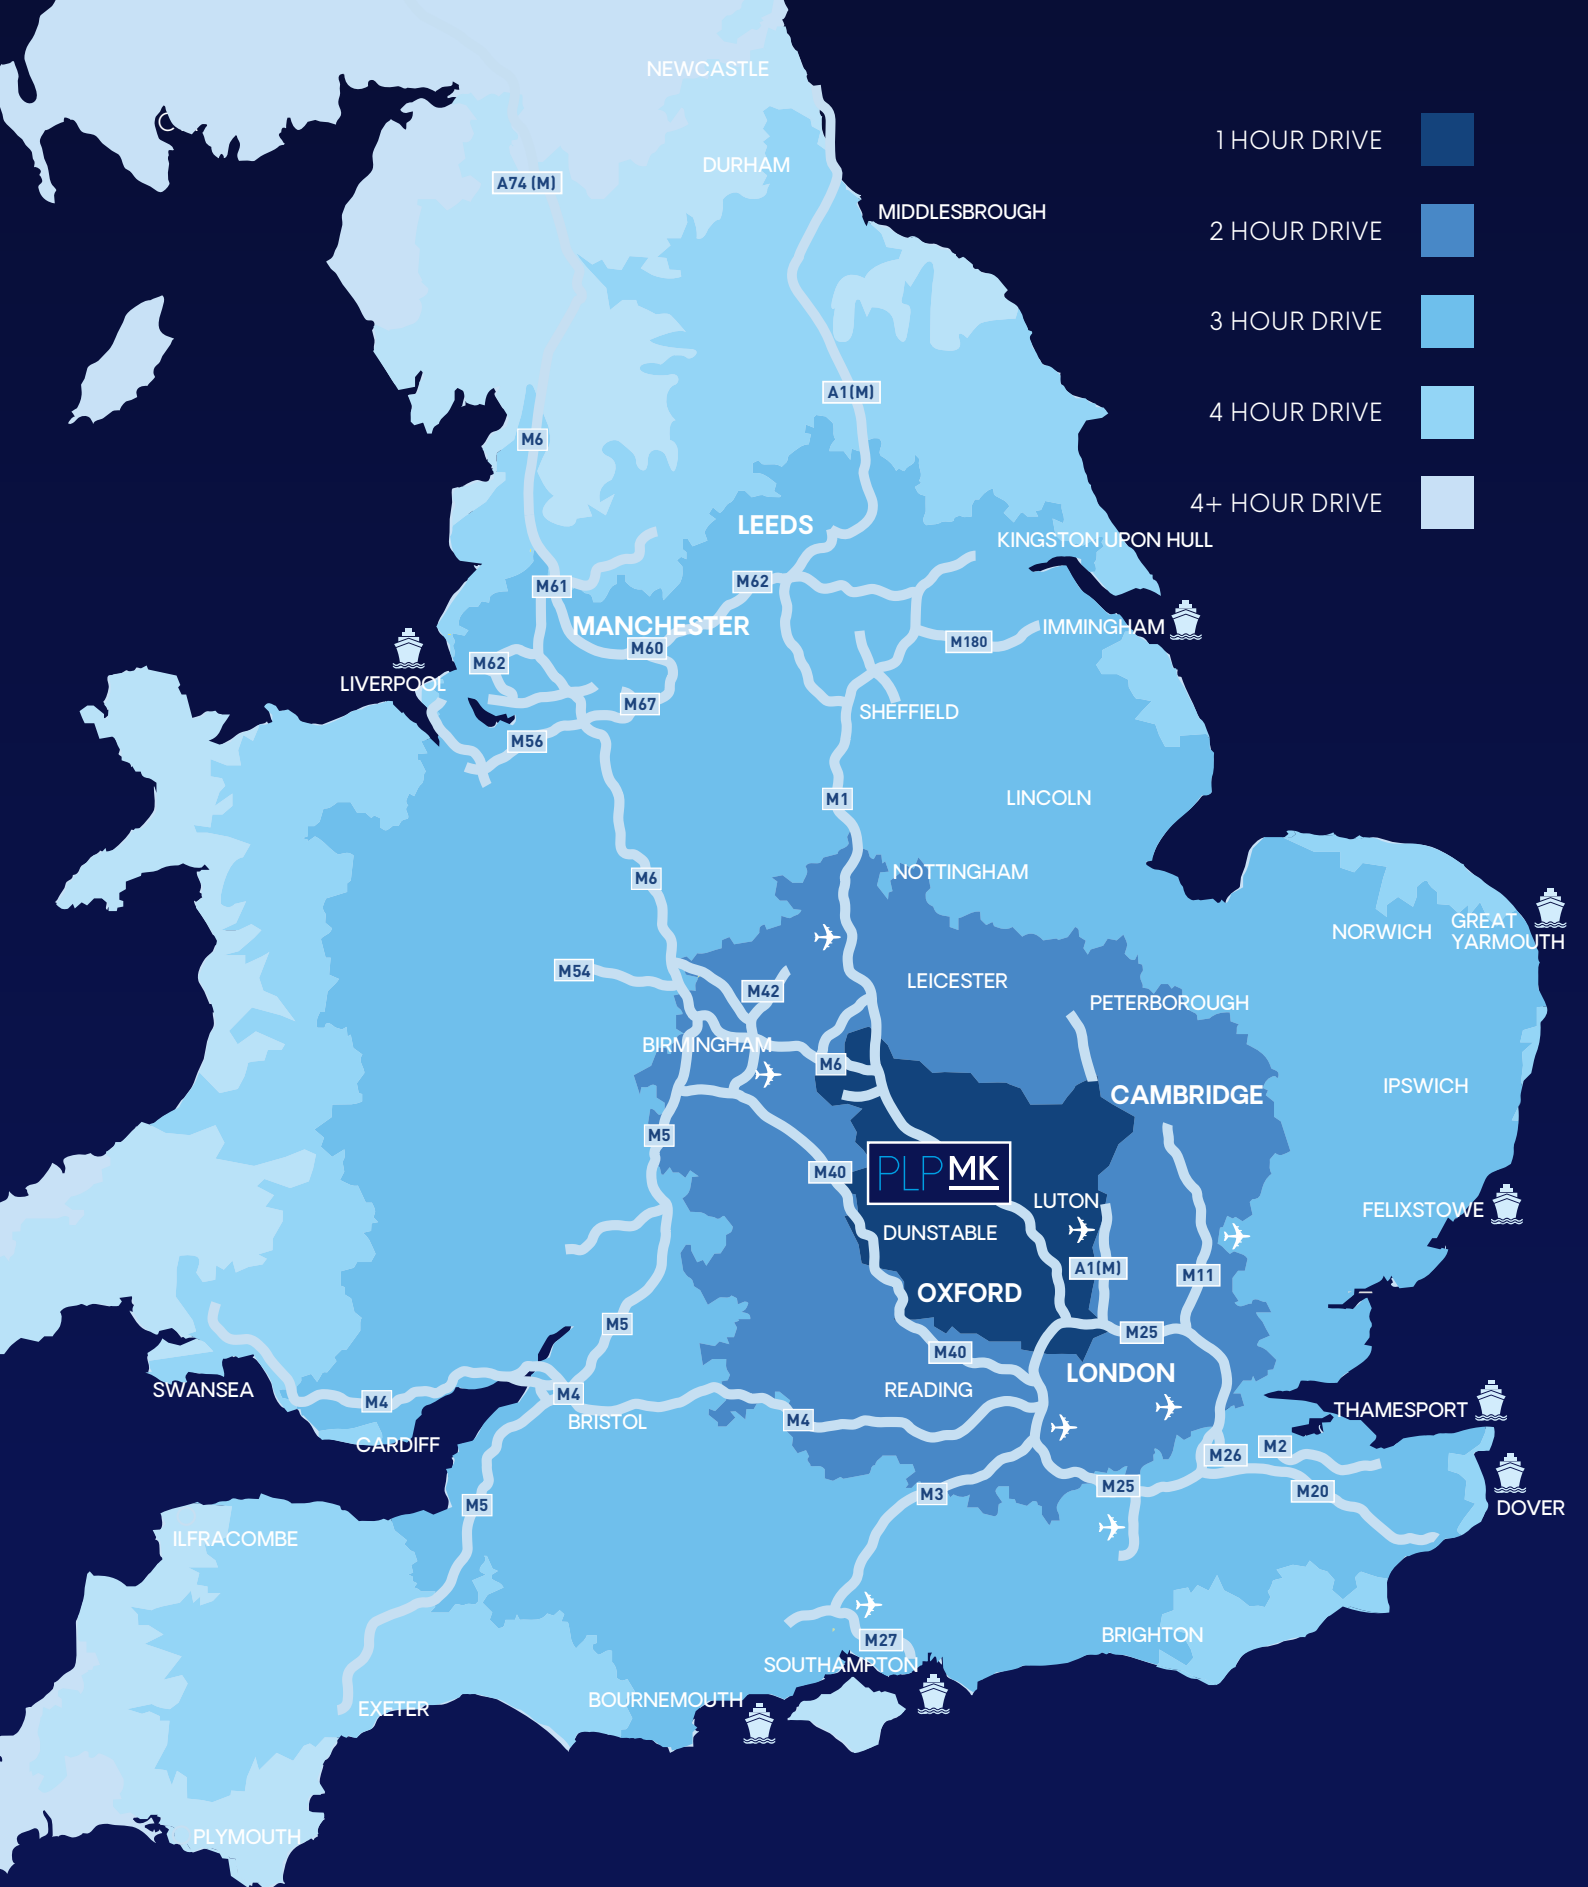 NEWCASTLE
1 HOUR DRIVE
DURHAM
A74 (M)
MIDDLESBROUGH
2 HOUR DRIVE
3 HOUR DRIVE
A1(M)
4 HOUR DRIVE
M6
4+ HOUR DRIVE
LEEDS
KINGSTON UPON HULL
M61
M62
MANCHESTER
IMMINGHAM
M60
M180
M62
LIVERPOOL
M67
SHEFFIELD
M56
M1
LINCOLN
M6
NOTTINGHAM
NORWICH
GREAT
YARMOUTH
M54
M42
LEICESTER
PETERBOROUGH
BIRMINGHAM
M6
IPSWICH
CAMBRIDGE
M5
M40
PLP MK
LUTON
FELIXSTOWE
DUNSTABLE
A1(M)
M11
OXFORD
M5
M25
M40
LONDON
SWANSEA
M4
M4
READING
THAMESPORT
BRISTOL
M4
CARDIFF
M26
M2
M25
M20
M3
M5
DOVER
ILFRACOMBE
M27
BRIGHTON
SOUTHAMPTON
BOURNEMOUTH
EXETER
PLYMOUTH